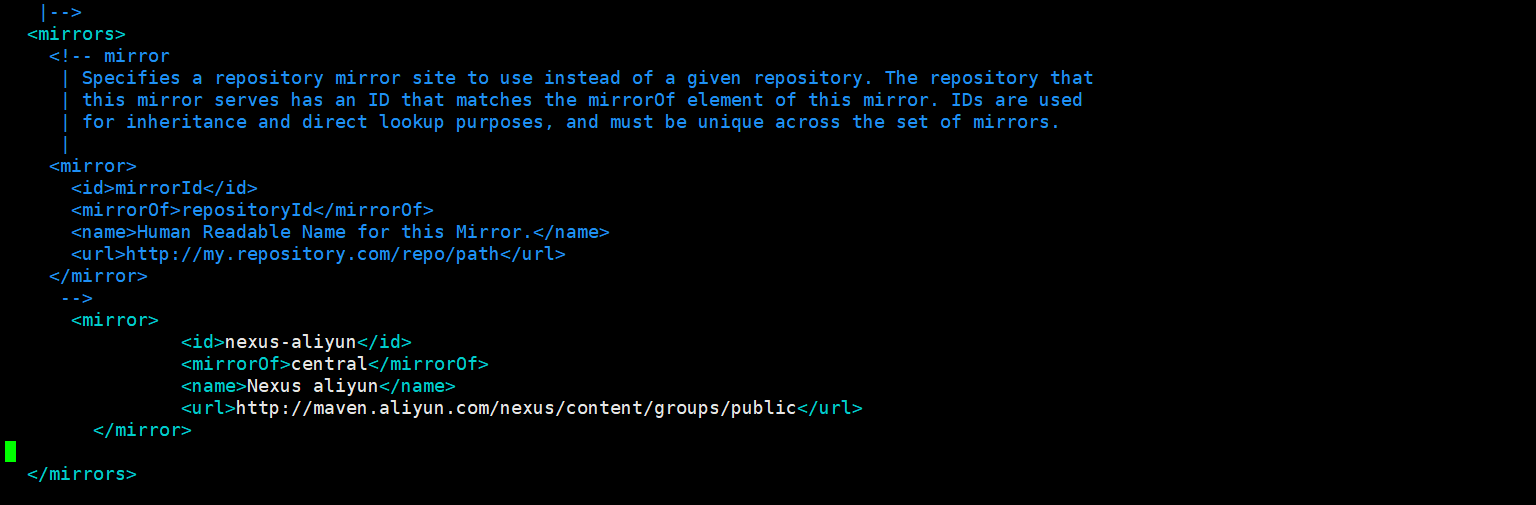 |-->
<mirrors>
<!-- mirror
| Specifies a repository mirror site to use instead of a given repository. The repository that
| this mirror serves has an ID that matches the mirrorOf element of this mirror. IDs are used
| for inheritance and direct lookup purposes, and must be unique across the set of mirrors.
|
<mirror>
<id>mirrorId</id>
<mirrorOf>repositoryId</mirrorOf>
<name>Human Readable Name for this Mirror.</name>
<url>http://my.repository.com/repo/path</url>
</mirror>
-->
<mirror>
<id>nexus-aliyun</id>
<mirrorOf>central</mirrorOf>
<name>Nexus aliyun</name>
<url>http://maven.aliyun.com/nexus/content/groups/public</url>
</mirror>
</mirrors>